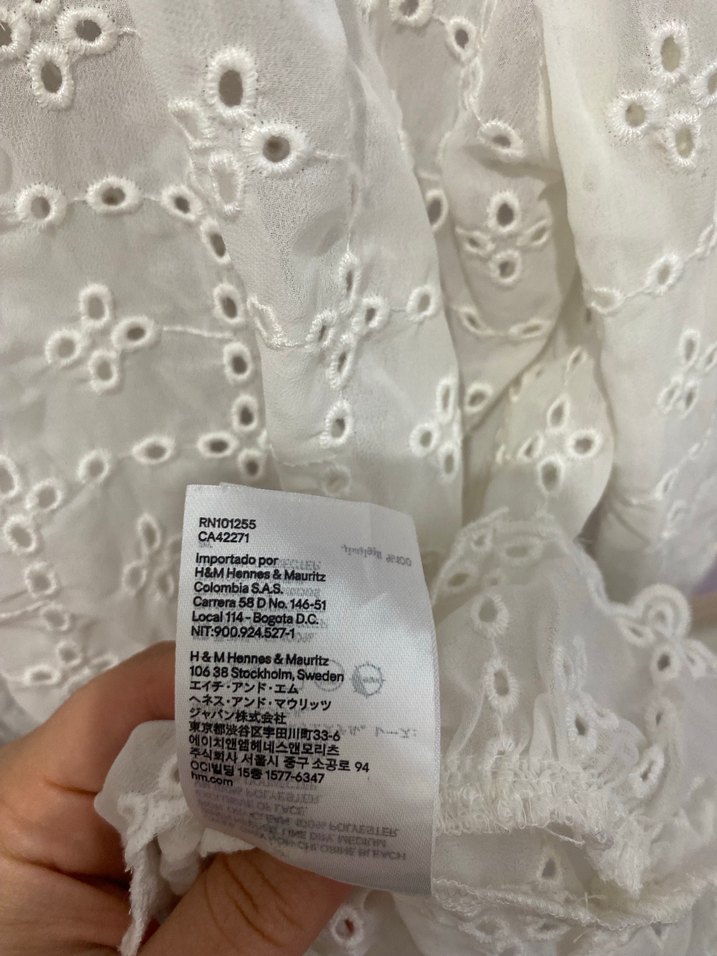 RN101255
CA42271
Importado por
H&M Hennes & Mauritz
Colombia S.A.S.
Carrera 58 D No. 146-51
Local 114 - Bogota D.C.
NIT:900.924.527-1
H & M Hennes & Mauritz
106 38 Stockholm, Sweden
エイチ・アンド・エム
ヘネス・アンド・マウリッツ
ジャパン株式会社
東京都渋谷区宇田川町33-6
에이치앤엠헤네스앤모리츠
주식회사 서울시 중구 소공로 94
OCI빌딩 15층 1577-6347
hm.com